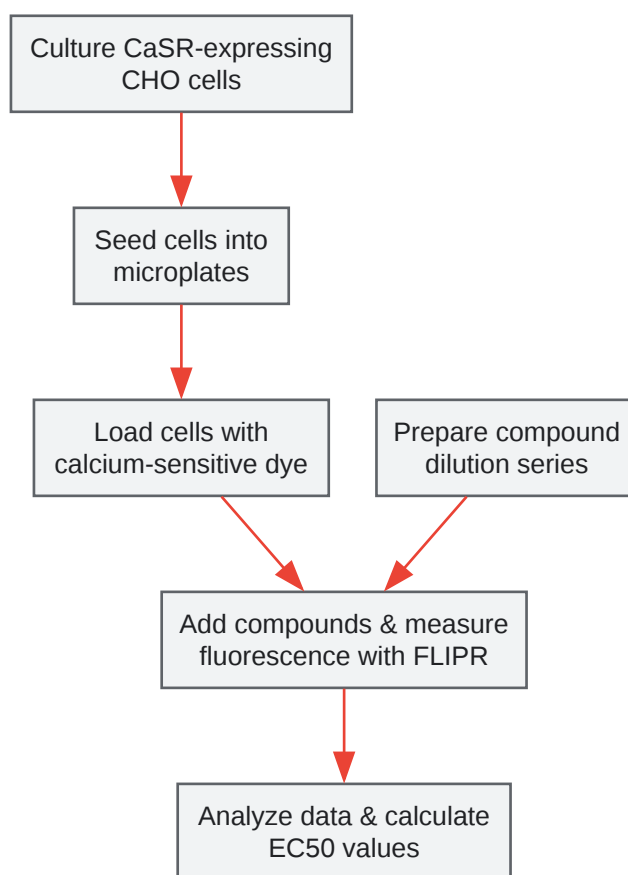 Culture CaSR-expressing
CHO cells
Seed cells into
microplates
Load cells with
calcium-sensitive dye
Prepare compound
dilution series
Add compounds & measure
fluorescence with FLIPR
Analyze data & calculate
EC50 values